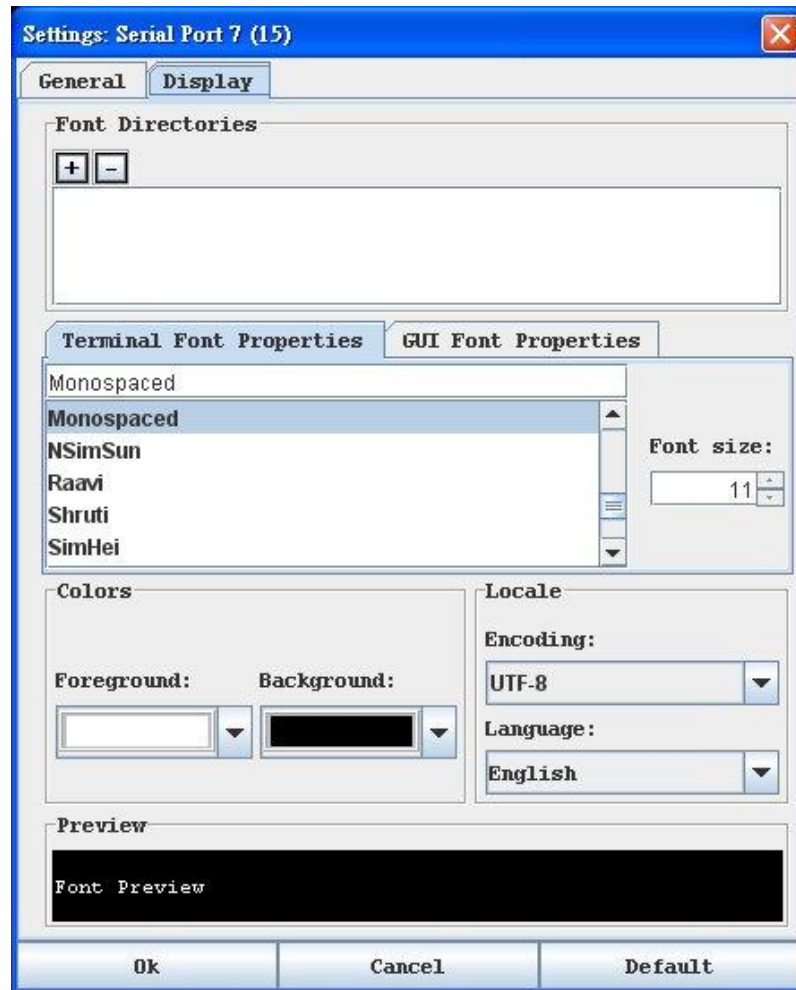 Settings: Serial Port 7 (15)
General Display
Font Directories
+ -
Terminal Font Properties GUI Font Properties
Monospaced
Monospaced
NSimSun
Raavi
Shruti
SimHei
Font size:
11
Colors
Foreground: Background:
Locale
Encoding:
UTF-8
Language:
English
Preview
Font Preview
Ok Cancel Default